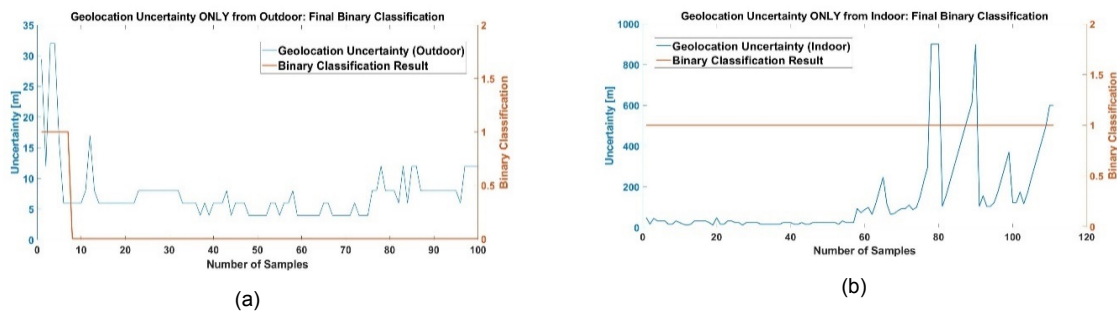 Geolocation Uncertainty ONLY from Outdoor: Final Binary Classification
35
30
25
20
15
10
5
0
Uncertainty [m]
Geolocation Uncertainty (Outdoor)
Binary Classification Result
2
1.5
1
0.5
0
Binary Classification
0 10 20 30 40 50 60 70 80 90 100
Number of Samples
(a)
Geolocation Uncertainty ONLY from Indoor: Final Binary Classification
1000
800
600
400
200
0
Uncertainty [m]
Geolocation Uncertainty (Indoor)
Binary Classification Result
2
1.5
1
0.5
0
Binary Classification
0 20 40 60 80 100 120
Number of Samples
(b)